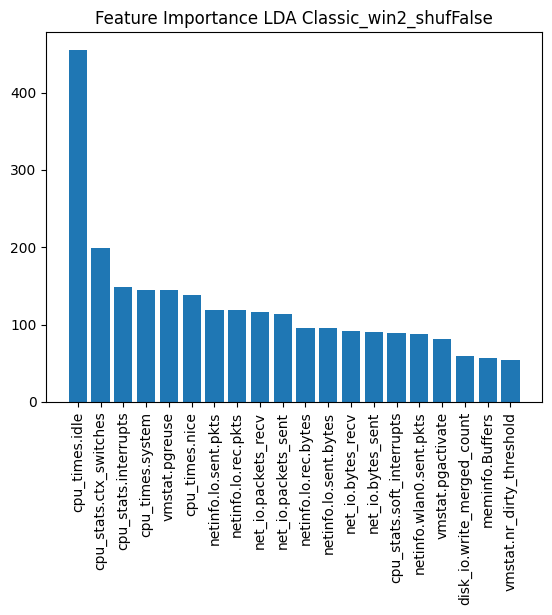 Feature Importance LDA Classic_win2_shufFalse
400
300
200
100
0
cpu_times.idle
cpu_stats.ctx_switches
cpu_stats.interrupts
cpu_times.system
vmstat.pgreuse
cpu_times.nice
netinfo.lo.sent.pkts
netinfo.lo.rec.pkts
net_io.packets_recv
net_io.packets_sent
netinfo.lo.rec.bytes
netinfo.lo.sent.bytes
net_io.bytes_recv
net_io.bytes_sent
cpu_stats.soft_interrupts
netinfo.wlan0.sent.pkts
vmstat.pgactivate
disk_io.write_merged_count
meminfo.Buffers
vmstat.nr_dirty_threshold